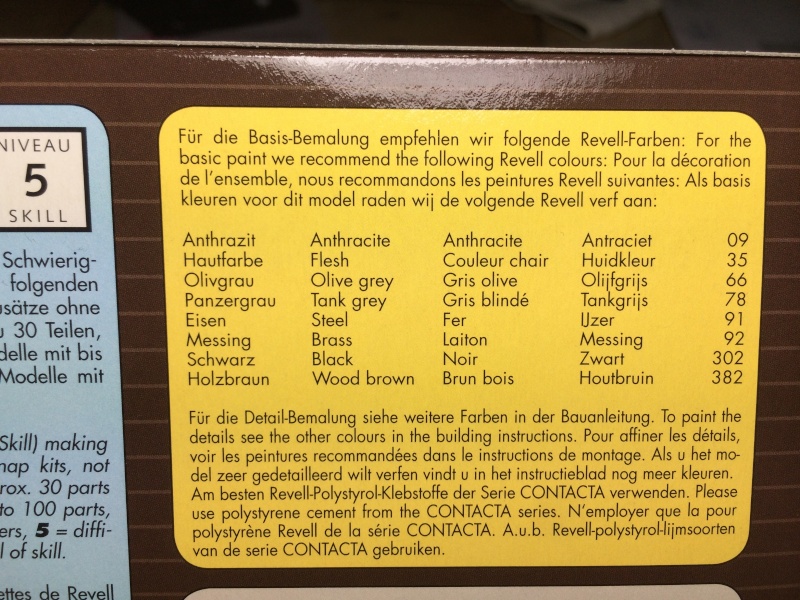 NIVEAU
5
SKILL
Schwierig-
folgenden
usätze ohne
u 30 Teilen,
delle mit bis
Modelle mit
Skill) making
nap kits, not
rox. 30 parts
to 100 parts,
ers, 5 = diffi-
l of skill.
ettes de Revell
Für die Basis-Bemalung empfehlen wir folgende Revell-Farben: For the
basic paint we recommend the following Revell colours: Pour la décoration
de l'ensemble, nous recommandons les peintures Revell suivantes: Als basis
kleuren voor dit model raden wij de volgende Revell verf aan:
Anthrazit Anthracite Anthracite Antraciet 09
Hautfarbe Flesh Couleur chair Huidkleur 35
Olivgrau Olive grey Gris olive Olijfgrijs 66
Panzergrau Tank grey Gris blindé Tankgrijs 78
Eisen Steel Fer IJzer 91
Messing Brass Laiton Messing 92
Schwarz Black Noir Zwart 302
Holzbraun Wood brown Brun bois Houtbruin 382
Für die Detail-Bemalung siehe weitere Farben in der Bauanleitung. To paint the
details see the other colours in the building instructions. Pour affiner les détails,
voir les peintures recommandées dans le instructions de montage. Als u het mo-
del zeer gedetailleerd wilt verfen vindt u in het instructieblad nog meer kleuren.
Am besten Revell-Polystyrol-Klebstoffe der Serie CONTACTA verwenden. Please
use polystyrene cement from the CONTACTA series. N'employer que la pour
polystyrène Revell de la série CONTACTA. A.u.b. Revell-polystyrol-lijmsoorten
van de serie CONTACTA gebruiken.